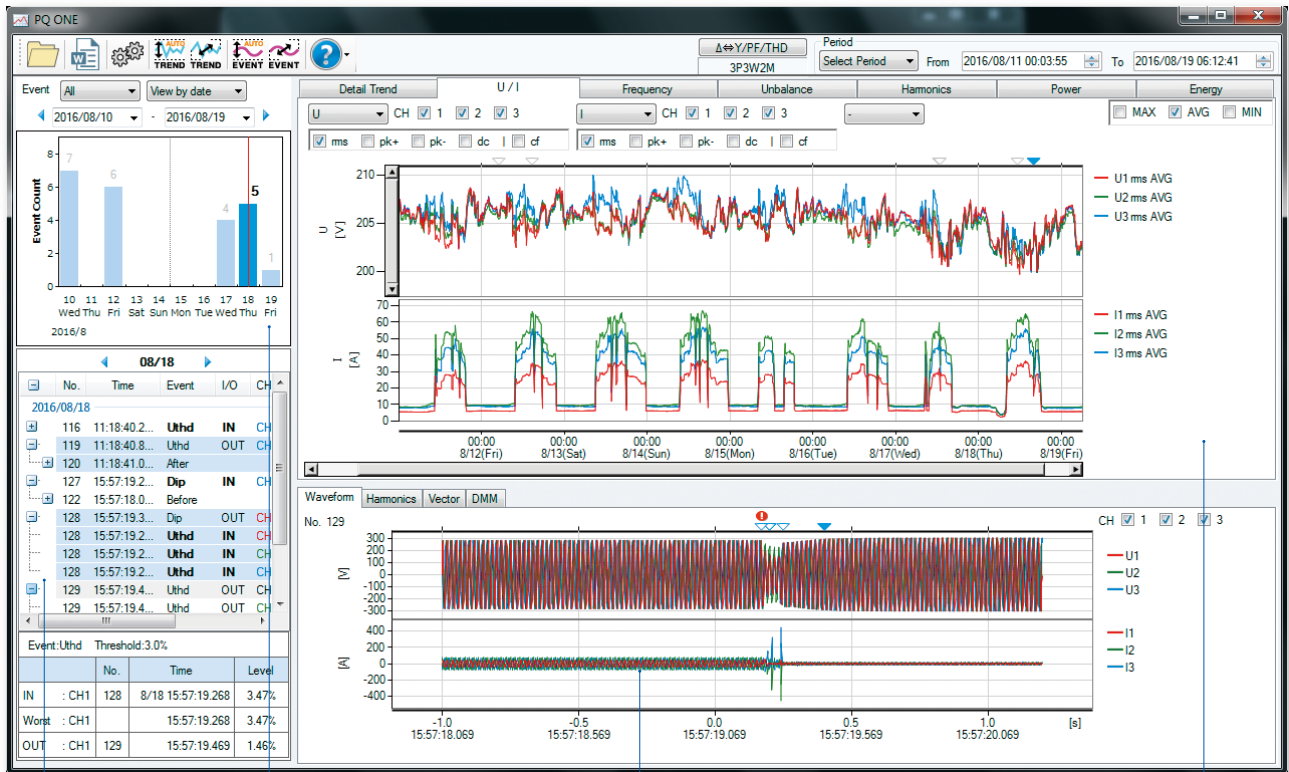 PQ ONE
AUTO TREND TREND AUTO EVENT EVENT
Δ⇔Y/PF/THD
3P3W2M
Period
Select Period From 2016/08/11 00:03:55 To 2016/08/19 06:12:41
Event All View by date
2016/08/10 - 2016/08/19
Event Count
8
6
4
2
0
7 6 4 5 1
10 11 12 13 14 15 16 17 18 19
Wed Thu Fri Sat Sun Mon Tue Wed Thu Fri
2016/8
08/18
No. Time Event I/O CH
2016/08/18
116 11:18:40.2... Uthd IN CH
119 11:18:40.8... Uthd OUT CH
120 11:18:41.0... After
127 15:57:19.2... Dip IN CH
122 15:57:18.0... Before
128 15:57:19.3... Dip OUT CH
128 15:57:19.2... Uthd IN CH
128 15:57:19.2... Uthd IN CH
128 15:57:19.2... Uthd IN CH
129 15:57:19.4... Uthd OUT CH
129 15:57:19.4... Uthd OUT CH
Event:Uthd Threshold:3.0%
No. Time Level
IN : CH1 128 8/18 15:57:19.268 3.47%
Worst : CH1 15:57:19.268 3.47%
OUT : CH1 129 15:57:19.469 1.46%
Detail Trend U / I Frequency Unbalance Harmonics Power Energy
U CH 1 2 3 I CH 1 2 3 - MAX AVG MIN
rms pk+ pk- dc | cf rms pk+ pk- dc | cf
U [V]
210
205
200
U1 rms AVG
U2 rms AVG
U3 rms AVG
I [A]
70
60
50
40
30
20
10
0
I1 rms AVG
I2 rms AVG
I3 rms AVG
00:00 00:00 00:00 00:00 00:00 00:00 00:00 00:00
8/12(Fri) 8/13(Sat) 8/14(Sun) 8/15(Mon) 8/16(Tue) 8/17(Wed) 8/18(Thu) 8/19(Fri)
Waveform Harmonics Vector DMM
No. 129 CH 1 2 3
[V]
300
200
100
0
-100
-200
-300
U1
U2
U3
[A]
400
200
0
-200
-400
I1
I2
I3
-1.0 -0.5 0.0 0.5 1.0 [s]
15:57:18.069 15:57:18.569 15:57:19.069 15:57:19.569 15:57:20.069